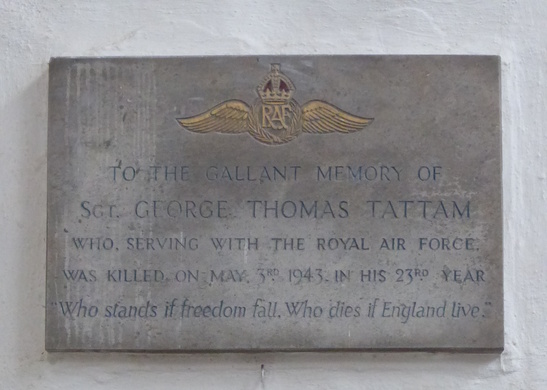 RAF
TO THE GALLANT MEMORY OF
SGT. GEORGE THOMAS TATTAM
WHO, SERVING WITH THE ROYAL AIR FORCE,
WAS KILLED ON MAY 3RD 1943, IN HIS 23RD YEAR
"Who stands if freedom fall, Who dies if England live."